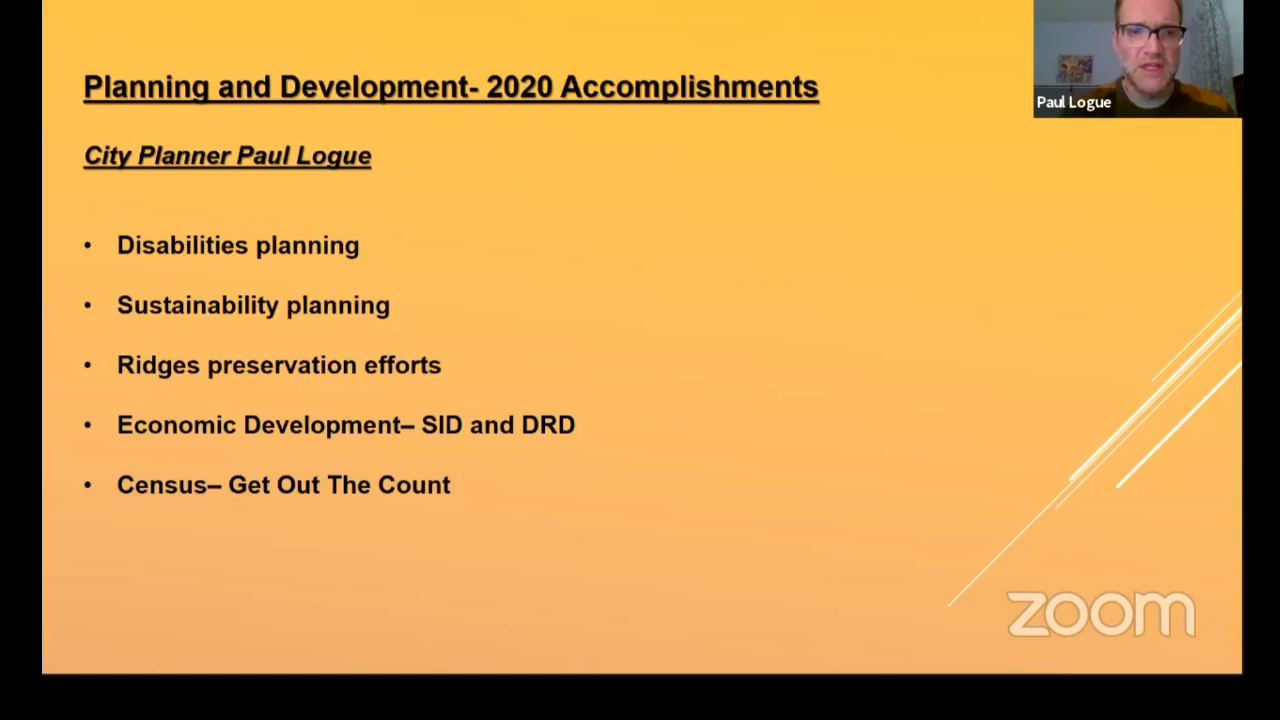 Planning and Development- 2020 Accomplishments
Paul Logue
City Planner Paul Logue
• Disabilities planning
• Sustainability planning
• Ridges preservation efforts
• Economic Development– SID and DRD
• Census– Get Out The Count
zoom